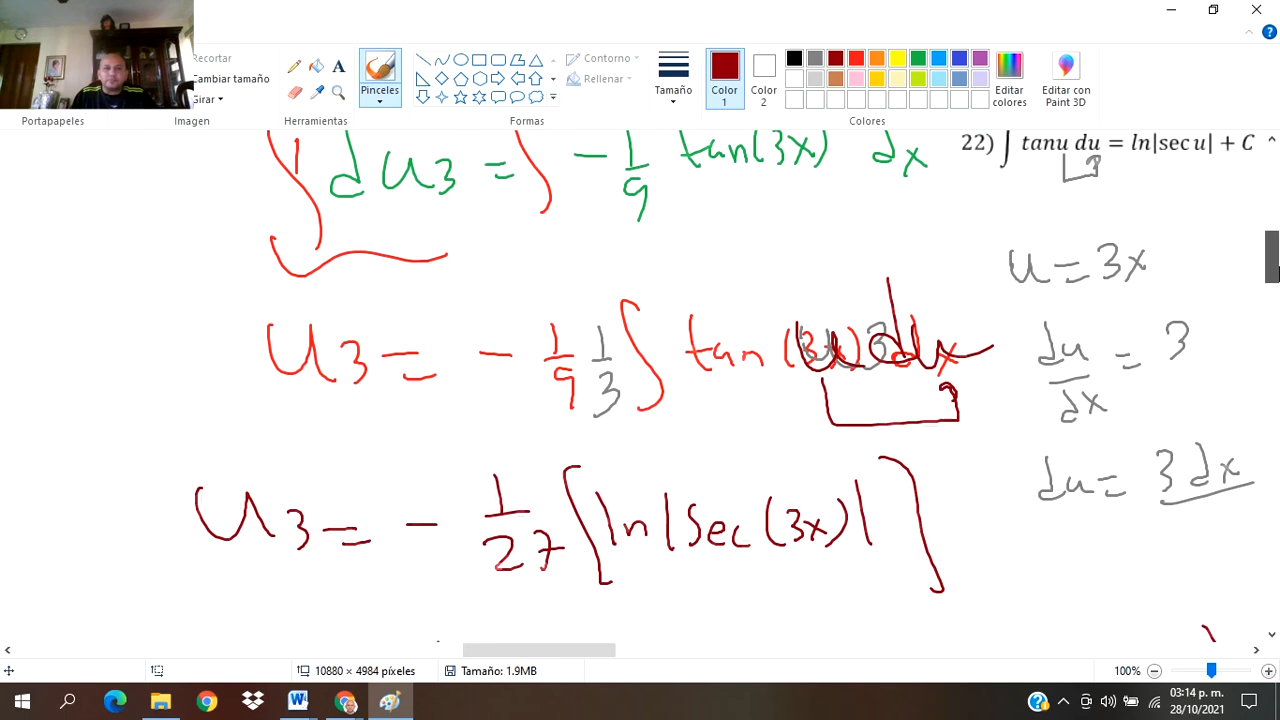 Recortar
Cambiar tamaño
Girar
Portapapeles
Imagen
A
Herramientas
Pinceles
Formas
Contorno
Rellenar
Tamaño
Color 1
Color 2
Colores
Editar colores
Editar con Paint 3D
∫ du3 = ∫ - 1/9 tan(3x) dx
22) ∫ tanu du = ln|sec u| + C
u = 3x
u3 = - 1/9 1/3 ∫ tan
du/dx = 3
du = 3 dx
u3 = - 1/27 [ln|Sec(3x)|]
10880 × 4984 píxeles
Tamaño: 1.9MB
100%
03:14 p. m.
28/10/2021